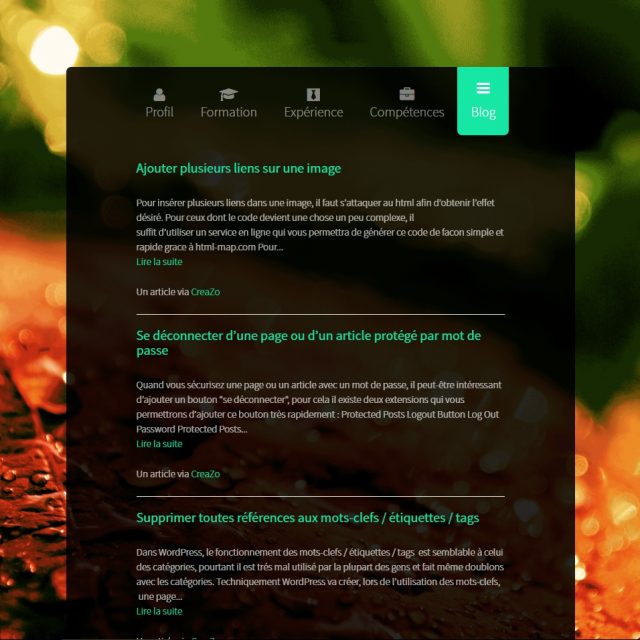 Profil
Formation
Expérience
Compétences
Blog
Ajouter plusieurs liens sur une image
Pour insérer plusieurs liens dans une image, il faut s'attaquer au html afin d'obtenir l'effet
désiré. Pour ceux dont le code devient une chose un peu complexe, il
suffit d'utiliser un service en ligne qui vous permettra de générer ce code de facon simple et
rapide grace à html-map.com Pour...
Lire la suite
Un article via CreaZo
Se déconnecter d'une page ou d'un article protégé par mot de
passe
Quand vous sécurisez une page ou un article avec un mot de passe, il peut-être intéressant
d'ajouter un bouton "se déconnecter", pour cela il existe deux extensions qui vous
permettrons d'ajouter ce bouton très rapidement : Protected Posts Logout Button Log Out
Password Protected Posts...
Lire la suite
Un article via CreaZo
Supprimer toutes références aux mots-clefs / étiquettes / tags
Dans WordPress, le fonctionnement des mots-clefs / étiquettes / tags est semblable à celui
des catégories, pourtant il est trés mal utilisé par la plupart des gens et fait même doublons
avec les catégories. Techniquement WordPress va créer, lors de l'utilisation des mots-clefs,
une page...
Lire la suite